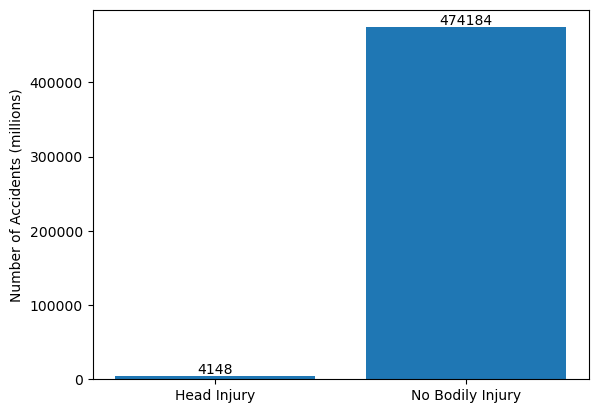 474184
400000
300000
200000
100000
0
Number of Accidents (millions)
4148
Head Injury
No Bodily Injury